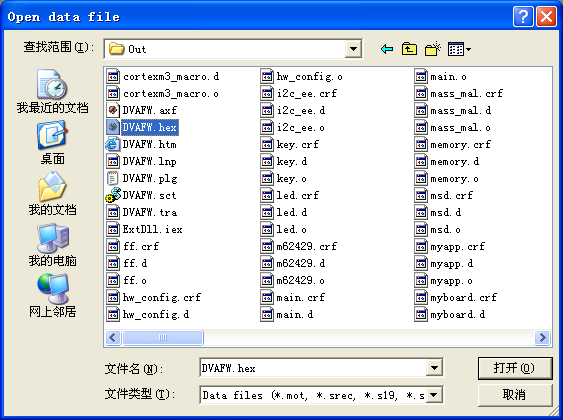 Open data file
查找范围(I):
Out
我最近的文档
桌面
我的文档
我的电脑
网上邻居
cortexm3_macro.d
cortexm3_macro.o
DVAFW.axf
DVAFW.hex
DVAFW.htm
DVAFW.lnp
DVAFW.plg
DVAFW.sct
DVAFW.tra
ExtDll.iex
ff.crf
ff.d
ff.o
hw_config.crf
hw_config.d
hw_config.o
i2c_ee.crf
i2c_ee.d
i2c_ee.o
key.crf
key.d
key.o
led.crf
led.d
led.o
m62429.crf
m62429.d
m62429.o
main.crf
main.d
main.o
mass_mal.crf
mass_mal.d
mass_mal.o
memory.crf
memory.d
memory.o
msd.crf
msd.d
msd.o
myapp.crf
myapp.d
myapp.o
myboard.crf
myboard.d
文件名(N):
DVAFW.hex
打开(O)
文件类型(T):
Data files (*.mot, *.srec, *.s19, *.s
取消